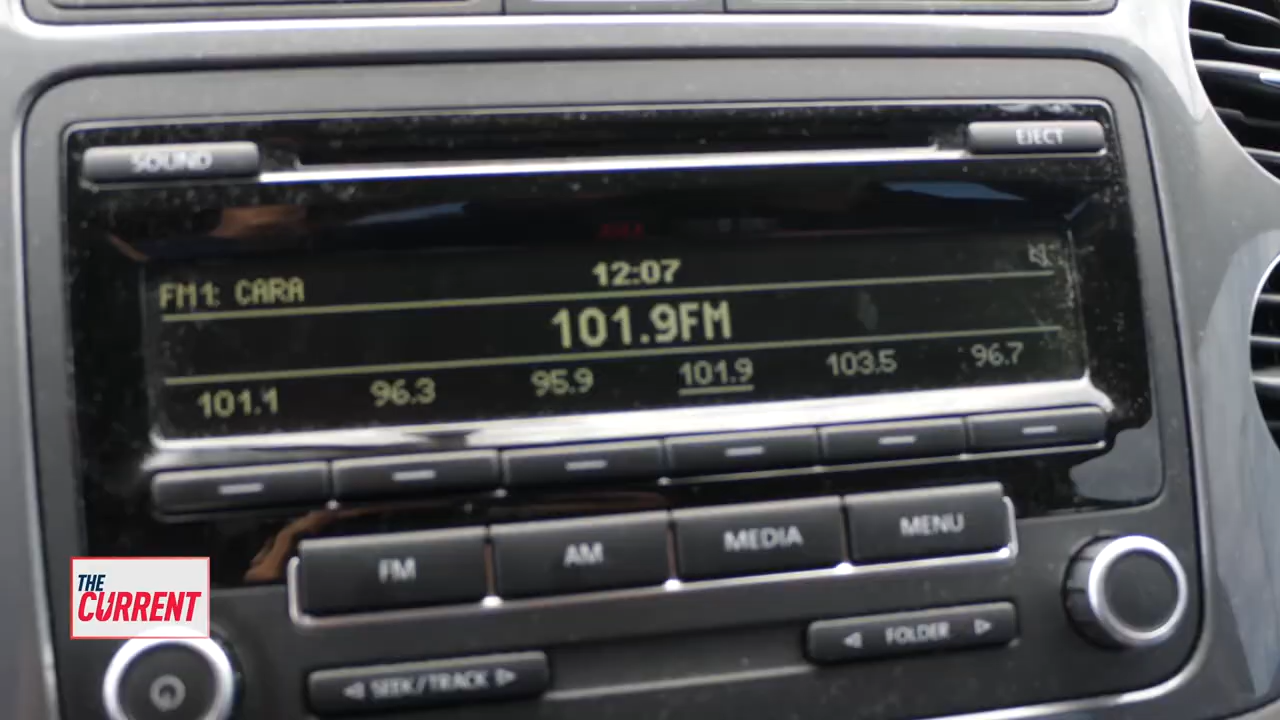 SOUND
EJECT
12:07
FM1: CARA
101.9FM
101.1 96.3 95.9 101.9 103.5 96.7
FM AM MEDIA MENU
THE
CURRENT
FOLDER
SEEK/TRACK